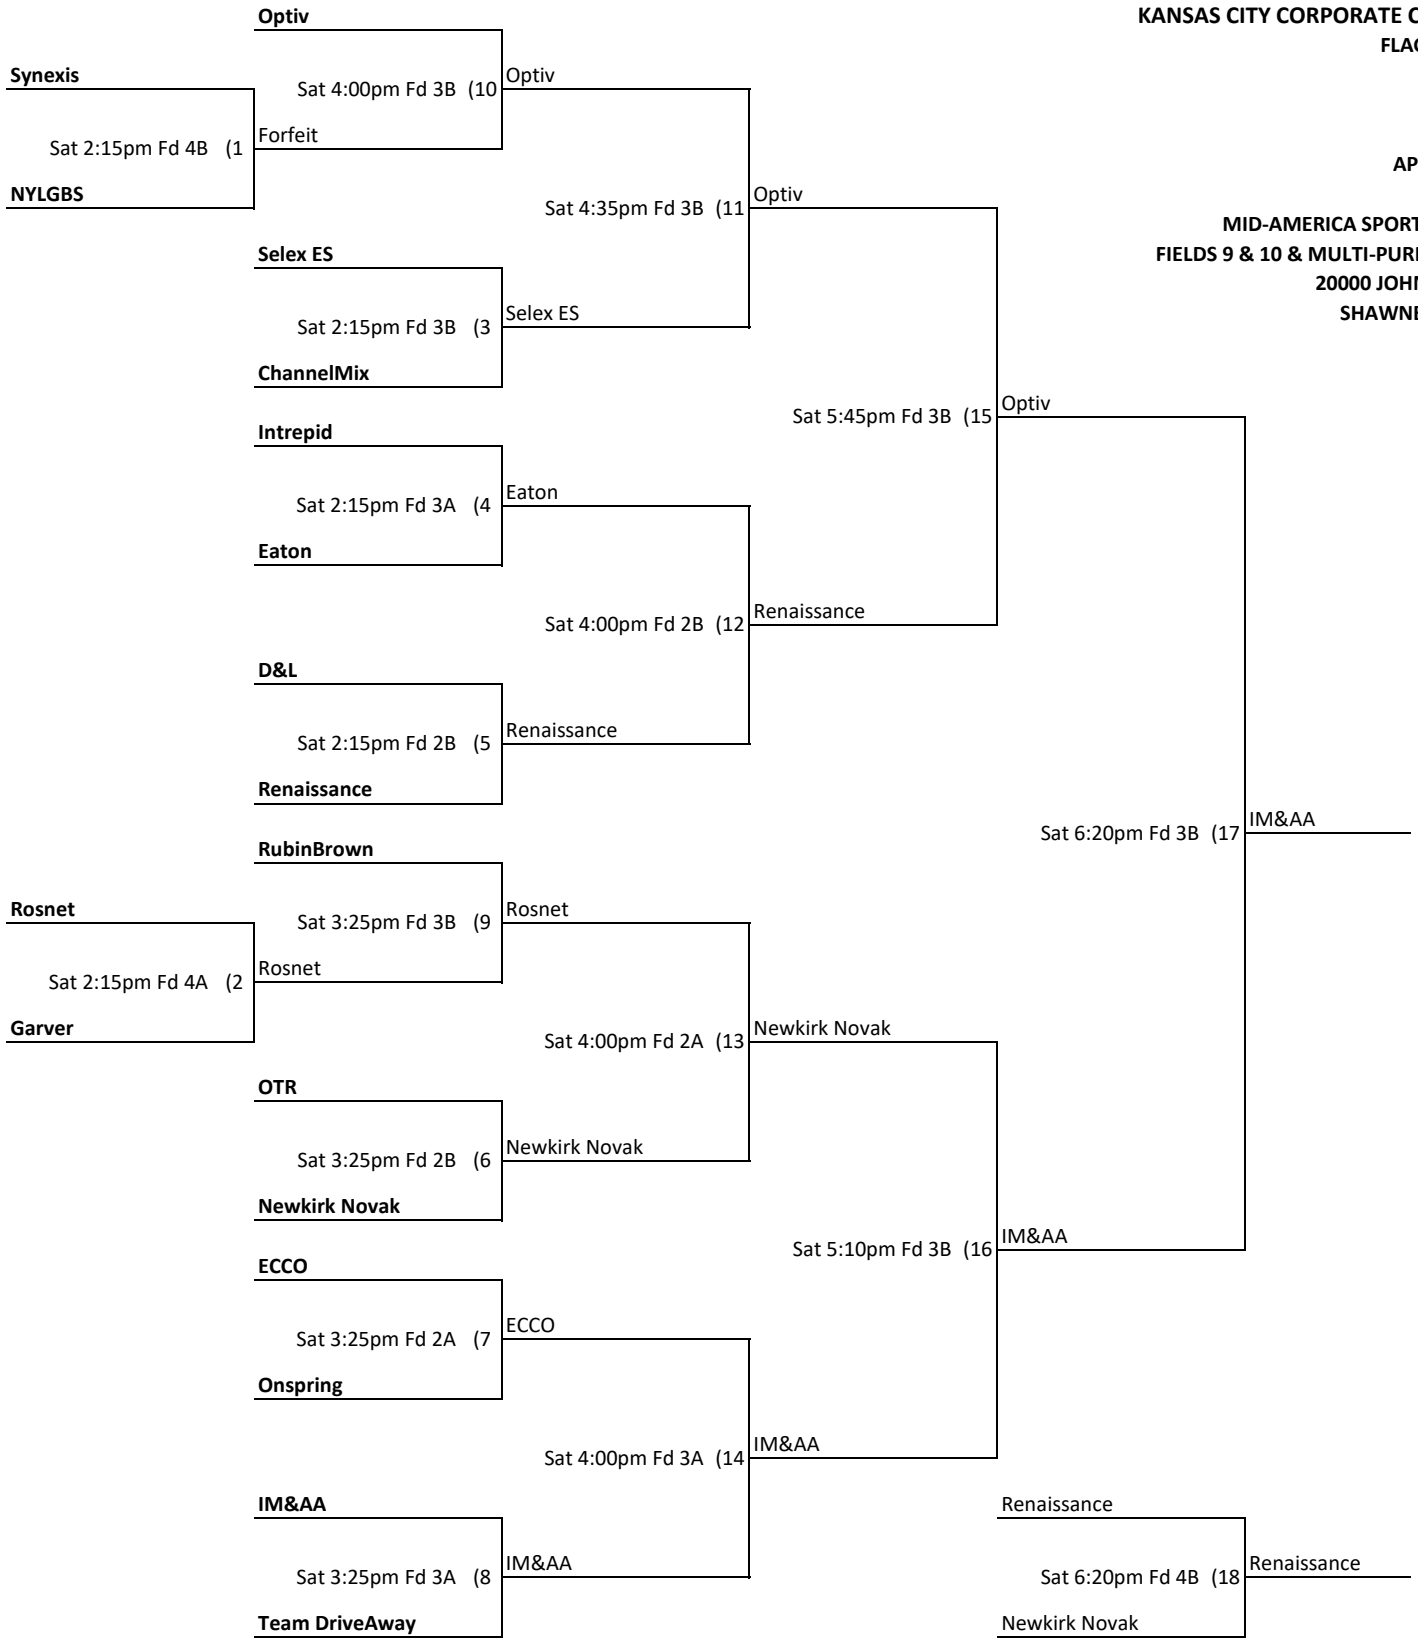 Optiv
KANSAS CITY CORPORATE C
FLAG
Synexis
Sat 4:00pm Fd 3B (10
Optiv
Sat 2:15pm Fd 4B (1
Forfeit
AP
NYLGBS
Sat 4:35pm Fd 3B (11
Optiv
MID-AMERICA SPORT
Selex ES
FIELDS 9 & 10 & MULTI-PUR
20000 JOHN
Sat 2:15pm Fd 3B (3
Selex ES
SHAWNE
ChannelMix
Sat 5:45pm Fd 3B (15
Optiv
Intrepid
Sat 2:15pm Fd 3A (4
Eaton
Eaton
Sat 4:00pm Fd 2B (12
Renaissance
D&L
Sat 2:15pm Fd 2B (5
Renaissance
Renaissance
Sat 6:20pm Fd 3B (17
IM&AA
RubinBrown
Rosnet
Sat 3:25pm Fd 3B (9
Rosnet
Sat 2:15pm Fd 4A (2
Rosnet
Garver
Sat 4:00pm Fd 2A (13
Newkirk Novak
OTR
Sat 3:25pm Fd 2B (6
Newkirk Novak
Newkirk Novak
Sat 5:10pm Fd 3B (16
IM&AA
ECCO
Sat 3:25pm Fd 2A (7
ECCO
Onspring
Sat 4:00pm Fd 3A (14
IM&AA
IM&AA
Renaissance
Sat 3:25pm Fd 3A (8
IM&AA
Sat 6:20pm Fd 4B (18
Renaissance
Team DriveAway
Newkirk Novak